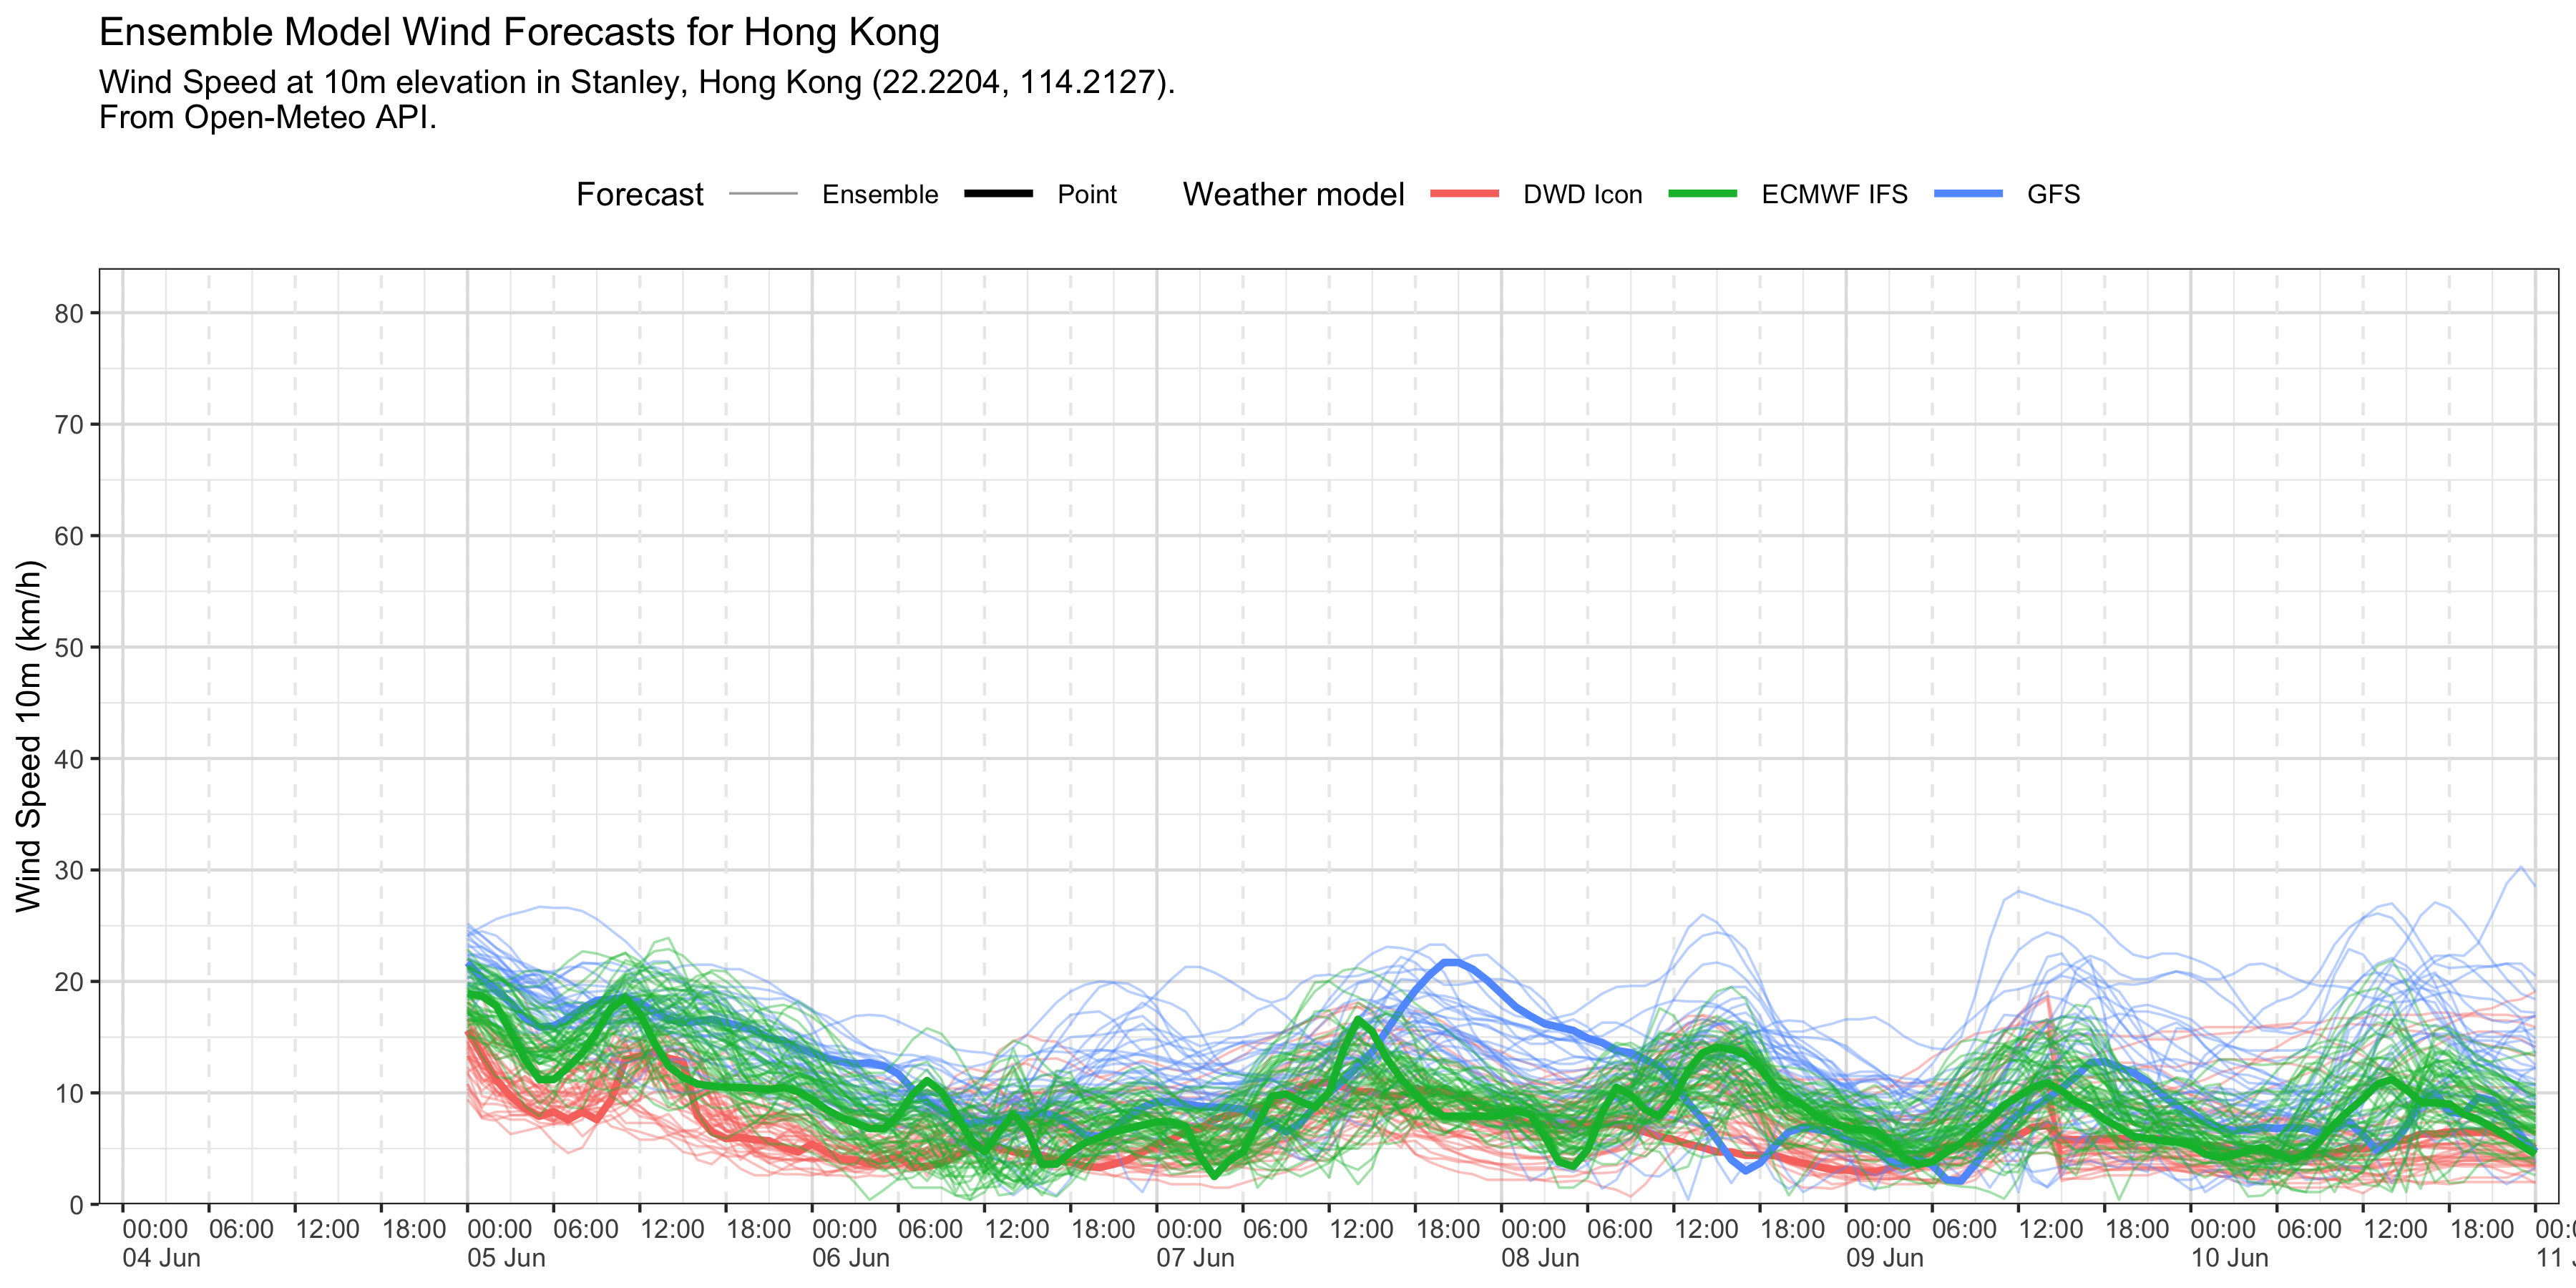 Ensemble Model Wind Forecasts for Hong Kong
Wind Speed at 10m elevation in Stanley, Hong Kong (22.2204, 114.2127).
From Open-Meteo API.
Forecast Ensemble Point Weather model DWD Icon ECMWF IFS GFS
Wind Speed 10m (km/h)
80
70
60
50
40
30
20
10
0
00:00 06:00 12:00 18:00 00:00 06:00 12:00 18:00 00:00 06:00 12:00 18:00 00:00 06:00 12:00 18:00 00:00 06:00 12:00 18:00 00:00 06:00 12:00 18:00 00:00 06:00 12:00 18:00
04 Jun 05 Jun 06 Jun 07 Jun 08 Jun 09 Jun 10 Jun 11